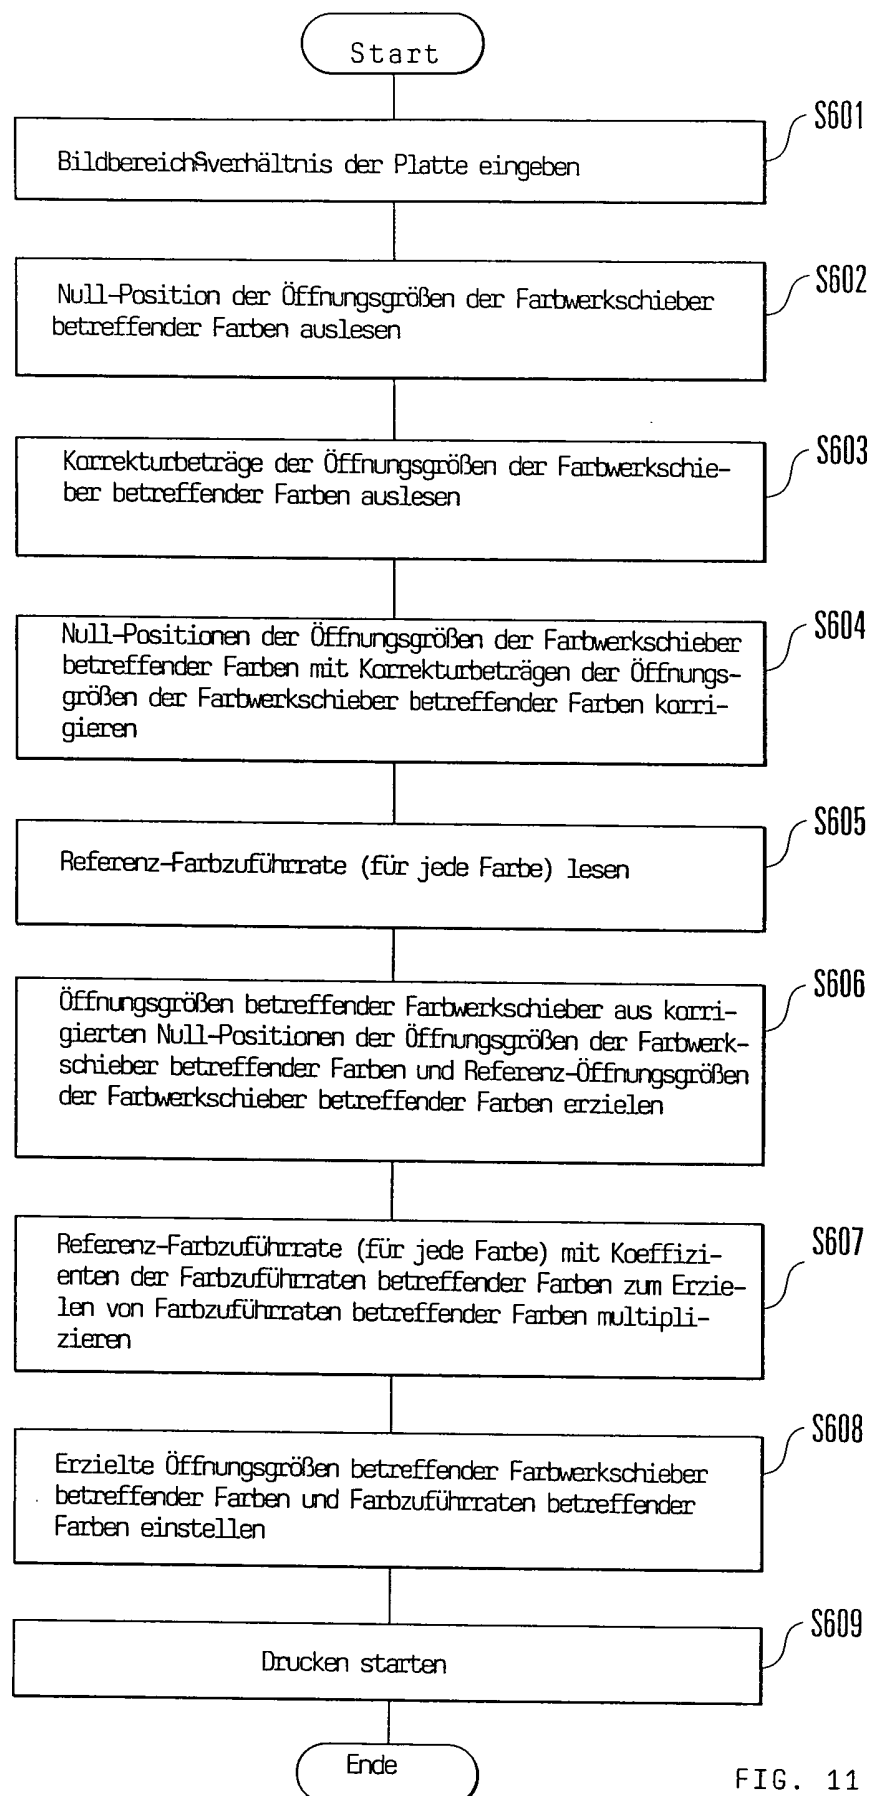 Start
S601
Bildbereichsverhältnis der Platte eingeben
S602
Null-Position der Öffnungsgrößen der Farbwerkschieber
betreffender Farben auslesen
S603
Korrekturbeträge der Öffnungsgrößen der Farbwerkschie-
ber betreffender Farben auslesen
S604
Null-Positionen der Öffnungsgrößen der Farbwerkschieber
betreffender Farben mit Korrekturbeträgen der Öffnungs-
größen der Farbwerkschieber betreffender Farben korri-
gieren
S605
Referenz-Farbzuführrate (für jede Farbe) lesen
S606
Öffnungsgrößen betreffender Farbwerkschieber aus korri-
gierten Null-Positionen der Öffnungsgrößen der Farbwerk-
schieber betreffender Farben und Referenz-Öffnungsgrößen
der Farbwerkschieber betreffender Farben erzielen
S607
Referenz-Farbzuführrate (für jede Farbe) mit Koeffizi-
enten der Farbzuführraten betreffender Farben zum Erzie-
len von Farbzuführraten betreffender Farben multipli-
zieren
S608
Erzielte Öffnungsgrößen betreffender Farbwerkschieber
betreffender Farben und Farbzuführraten betreffender
Farben einstellen
S609
Drucken starten
Ende
FIG. 11